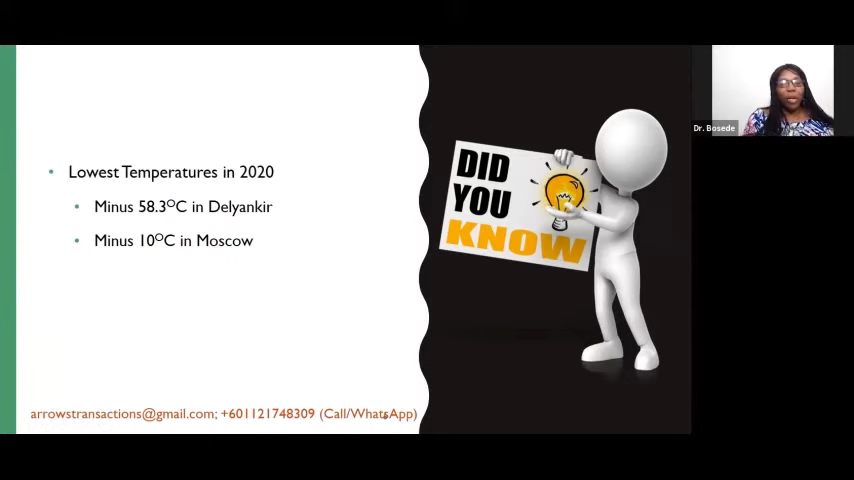 Lowest Temperatures in 2020
Minus 58.3ᴼC in Delyankir
Minus 10ᴼC in Moscow
DID
YOU
KNOW
arrowstransactions@gmail.com; +601121748309 (Call/WhatsApp)
Dr. Bosede